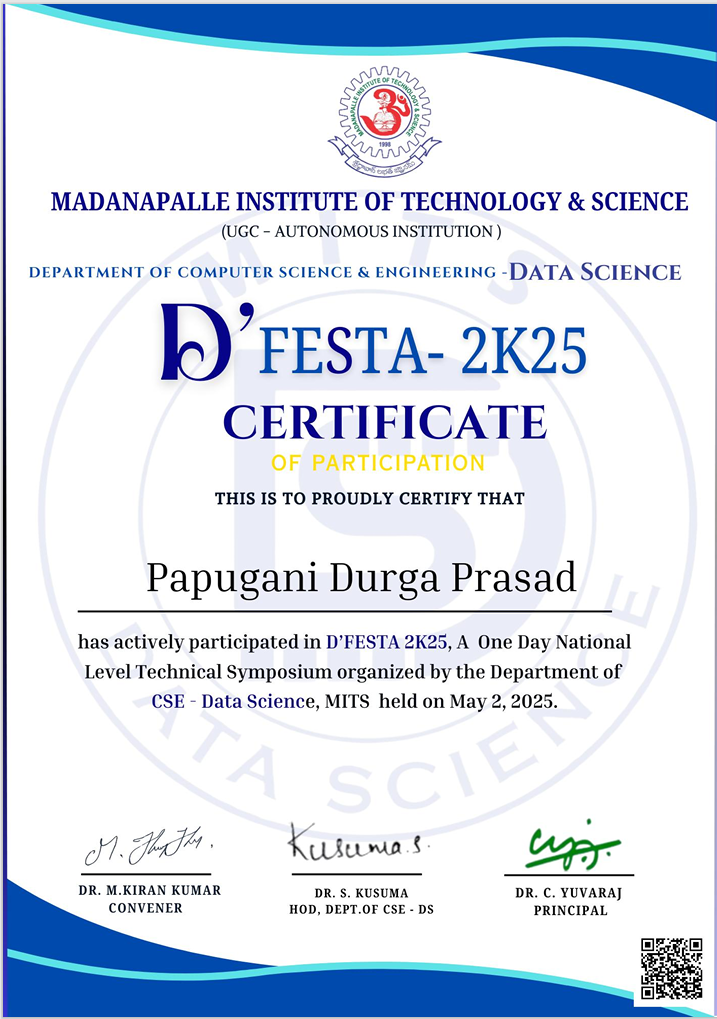 MADANAPALLE INSTITUTE OF TECHNOLOGY & SCIENCE
1998
MADANAPALLE INSTITUTE OF TECHNOLOGY & SCIENCE
(UGC – AUTONOMOUS INSTITUTION )
DEPARTMENT OF COMPUTER SCIENCE & ENGINEERING -DATA SCIENCE
D’FESTA- 2K25
CERTIFICATE
OF PARTICIPATION
THIS IS TO PROUDLY CERTIFY THAT
Papugani Durga Prasad
has actively participated in D’FESTA 2K25, A One Day National
Level Technical Symposium organized by the Department of
CSE - Data Science, MITS held on May 2, 2025.
MITS
DS
DATA SCIENCE
Kusuma.s.
DR. M.KIRAN KUMAR
CONVENER
DR. S. KUSUMA
HOD, DEPT.OF CSE - DS
DR. C. YUVARAJ
PRINCIPAL